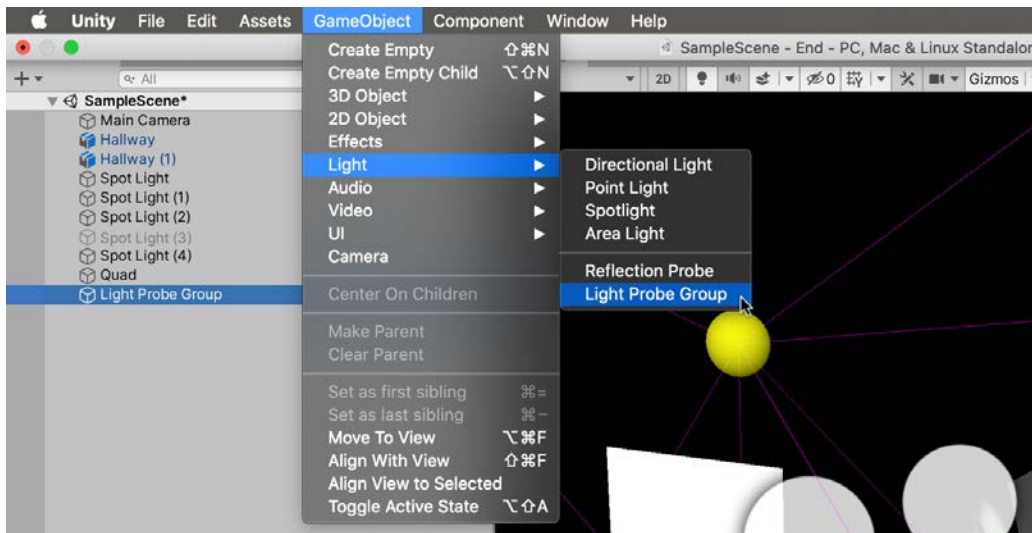 Unity File Edit Assets GameObject Component Window Help
SampleScene - End - PC, Mac & Linux Standalon
All
2D
0
Gizmos
SampleScene*
Main Camera
Hallway
Hallway (1)
Spot Light
Spot Light (1)
Spot Light (2)
Spot Light (3)
Spot Light (4)
Quad
Light Probe Group
Create Empty ⇧⌘N
Create Empty Child ⌥⇧N
3D Object
2D Object
Effects
Light
Audio
Video
UI
Camera
Center On Children
Make Parent
Clear Parent
Set as first sibling ⌘=
Set as last sibling ⌘-
Move To View ⌥⌘F
Align With View ⇧⌘F
Align View to Selected
Toggle Active State ⌥⇧A
Directional Light
Point Light
Spotlight
Area Light
Reflection Probe
Light Probe Group